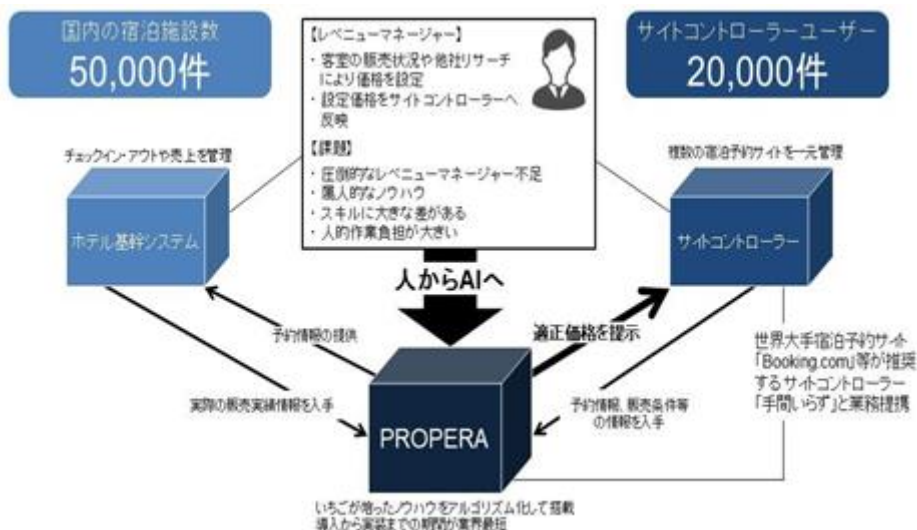 国内の宿泊施設数
50,000件
【レベニューマネージャー】
・客室の販売状況や他社リサーチ
により価格を設定
・設定価格をサイトコントローラーへ
反映
【課題】
・圧倒的なレベニューマネージャー不足
・属人的なノウハウ
・スキルに大きな差がある
・人的作業負担が大きい
サイトコントローラーユーザー
20,000件
チェックイン・アウトや売上を管理
ホテル基幹システム
複数の宿泊予約サイトを一元管理
サイトコントローラー
人からAIへ
予約情報の提供
適正価格を提示
実際の販売実績情報を入手
予約情報、販売条件等
の情報を入手
世界大手宿泊予約サイト
「Booking.com」等が推奨
するサイトコントローラー
「手間いらず」と業務提携
PROPERA
いちごが培ったノウハウをアルゴリズム化して搭載
導入から実装までの期間が業界最短